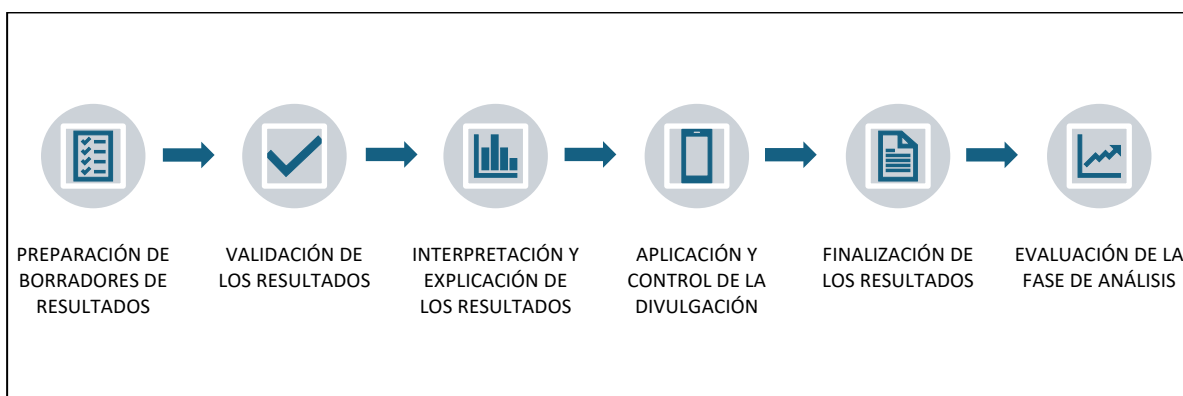 PREPARACIÓN DE
BORRADORES DE
RESULTADOS
VALIDACIÓN DE
LOS RESULTADOS
INTERPRETACIÓN Y
EXPLICACIÓN DE
LOS RESULTADOS
APLICACIÓN Y
CONTROL DE LA
DIVULGACIÓN
FINALIZACIÓN DE
LOS RESULTADOS
EVALUACIÓN DE LA
FASE DE ANÁLISIS